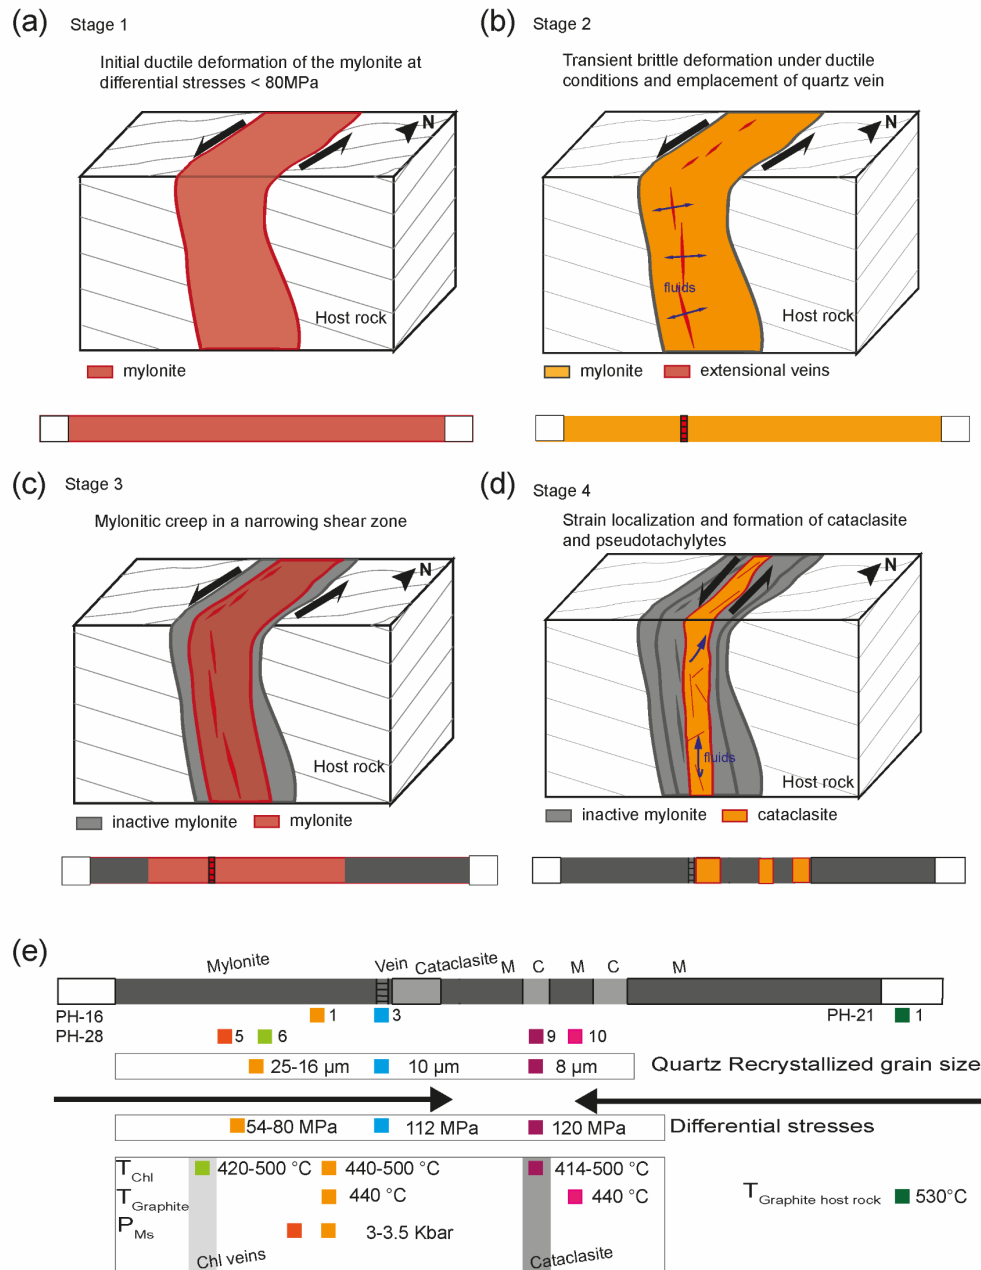 (a) Stage 1
Initial ductile deformation of the mylonite at
differential stresses < 80MPa
N
Host rock
mylonite
(b) Stage 2
Transient brittle deformation under ductile
conditions and emplacement of quartz vein
N
fluids
Host rock
mylonite extensional veins
(c) Stage 3
Mylonitic creep in a narrowing shear zone
N
Host rock
inactive mylonite mylonite
(d) Stage 4
Strain localization and formation of cataclasite
and pseudotachylytes
N
fluids
Host rock
inactive mylonite cataclasite
(e)
Mylonite Vein Cataclasite M C M C M
PH-16 1 3 PH-21 1
PH-28 5 6 9 10
25-16 µm 10 µm 8 µm Quartz Recrystallized grain size
54-80 MPa 112 MPa 120 MPa Differential stresses
TChl 420-500 °C 440-500 °C 414-500 °C
TGraphite 440 °C 440 °C TGraphite host rock 530°C
PMs 3-3.5 Kbar
Chl veins Cataclasite